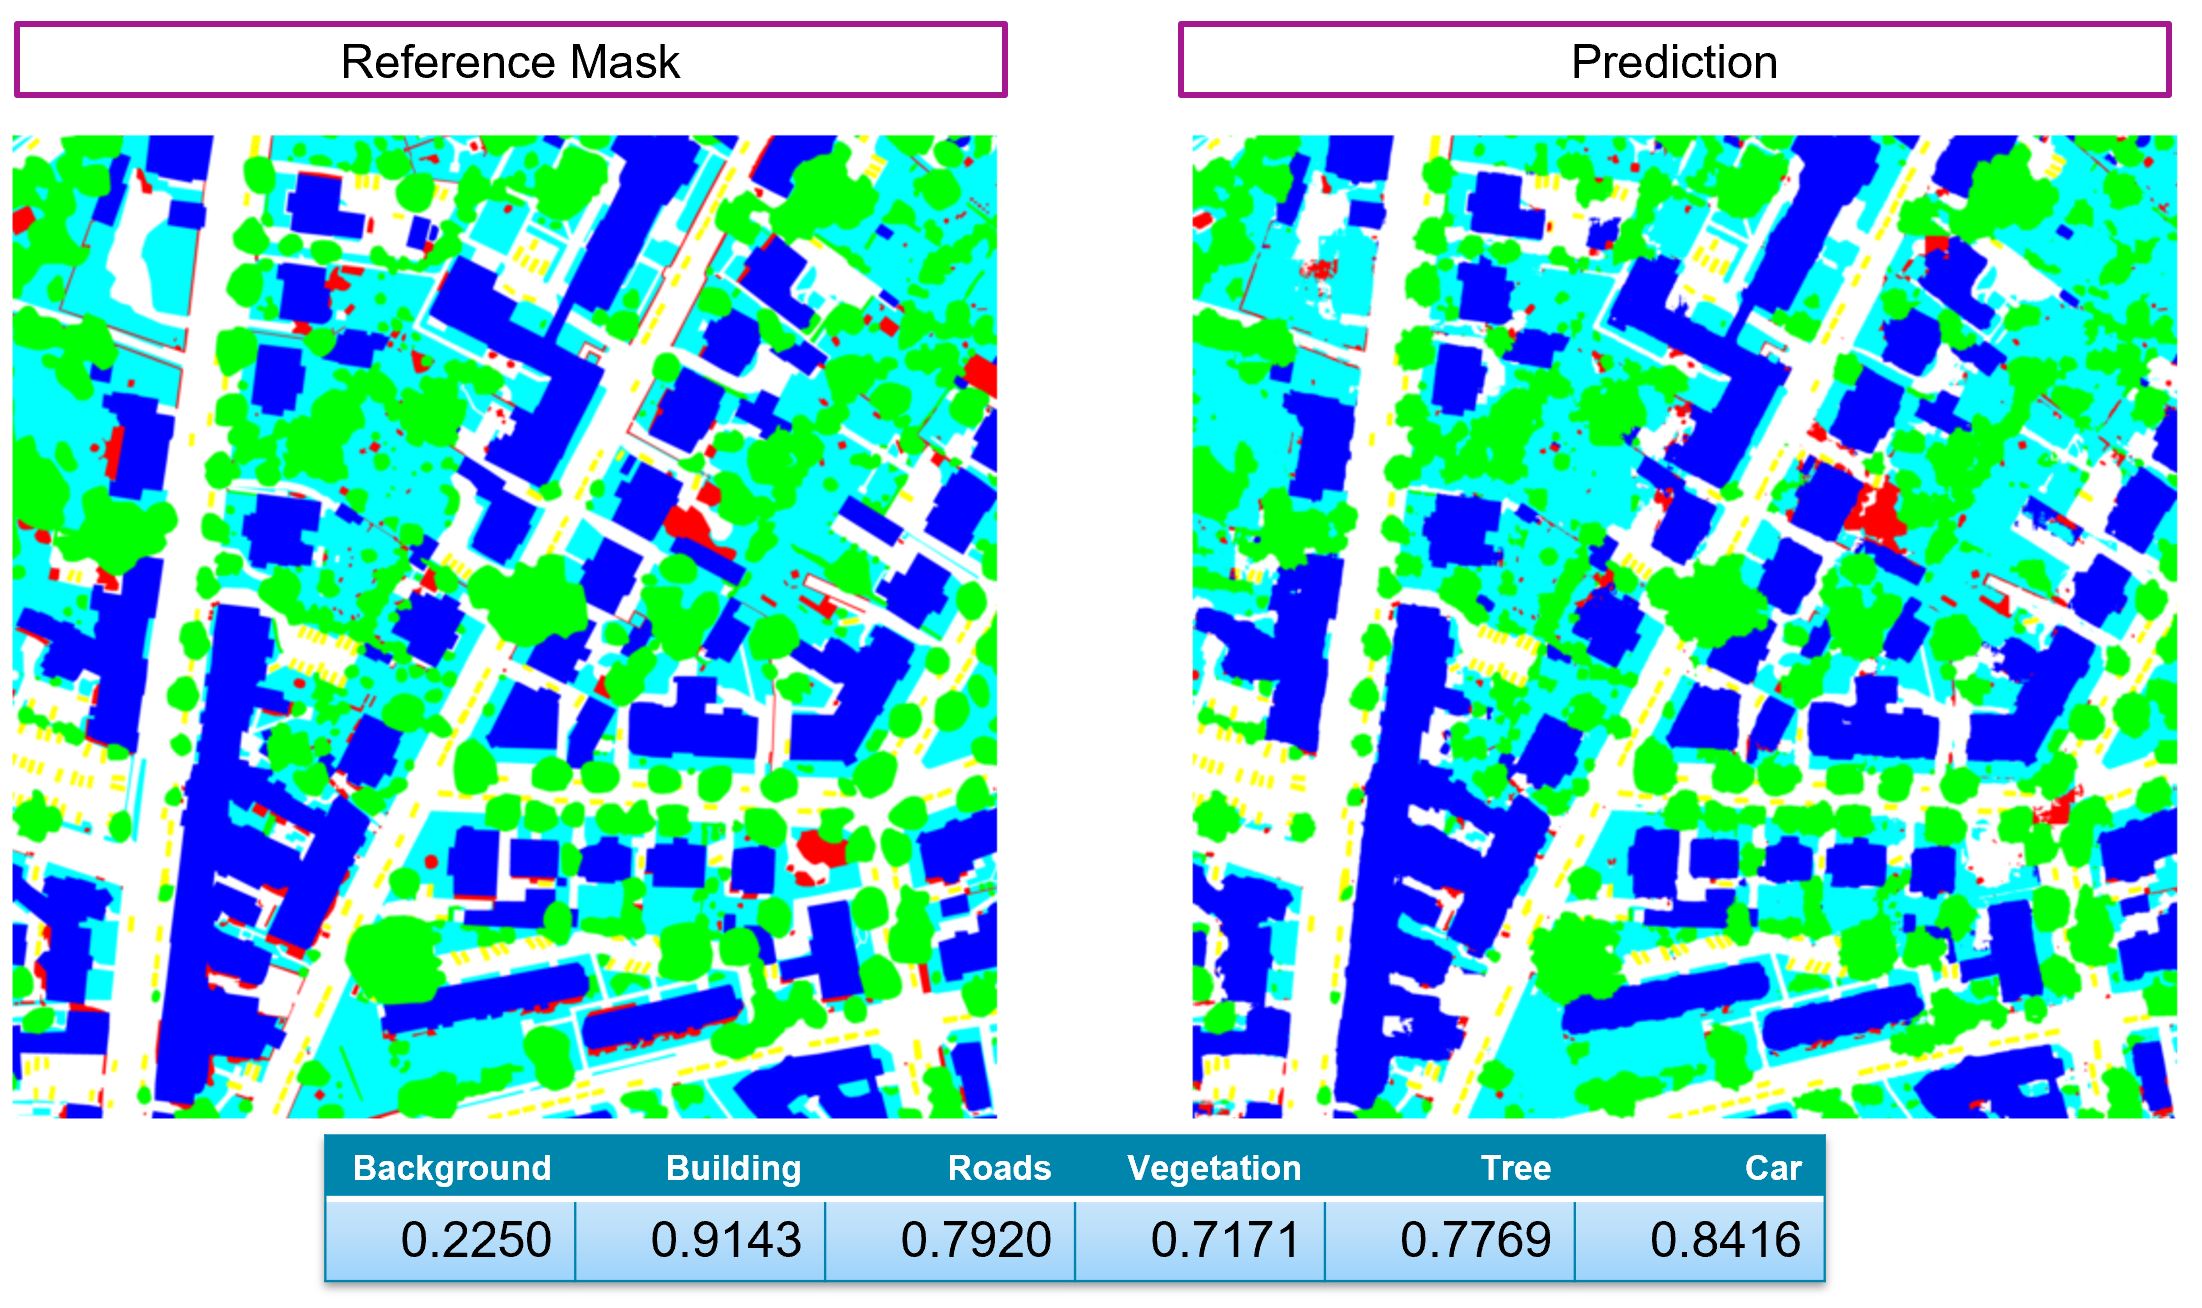 Reference Mask
Prediction
Background Building Roads Vegetation Tree Car
0.2250 0.9143 0.7920 0.7171 0.7769 0.8416